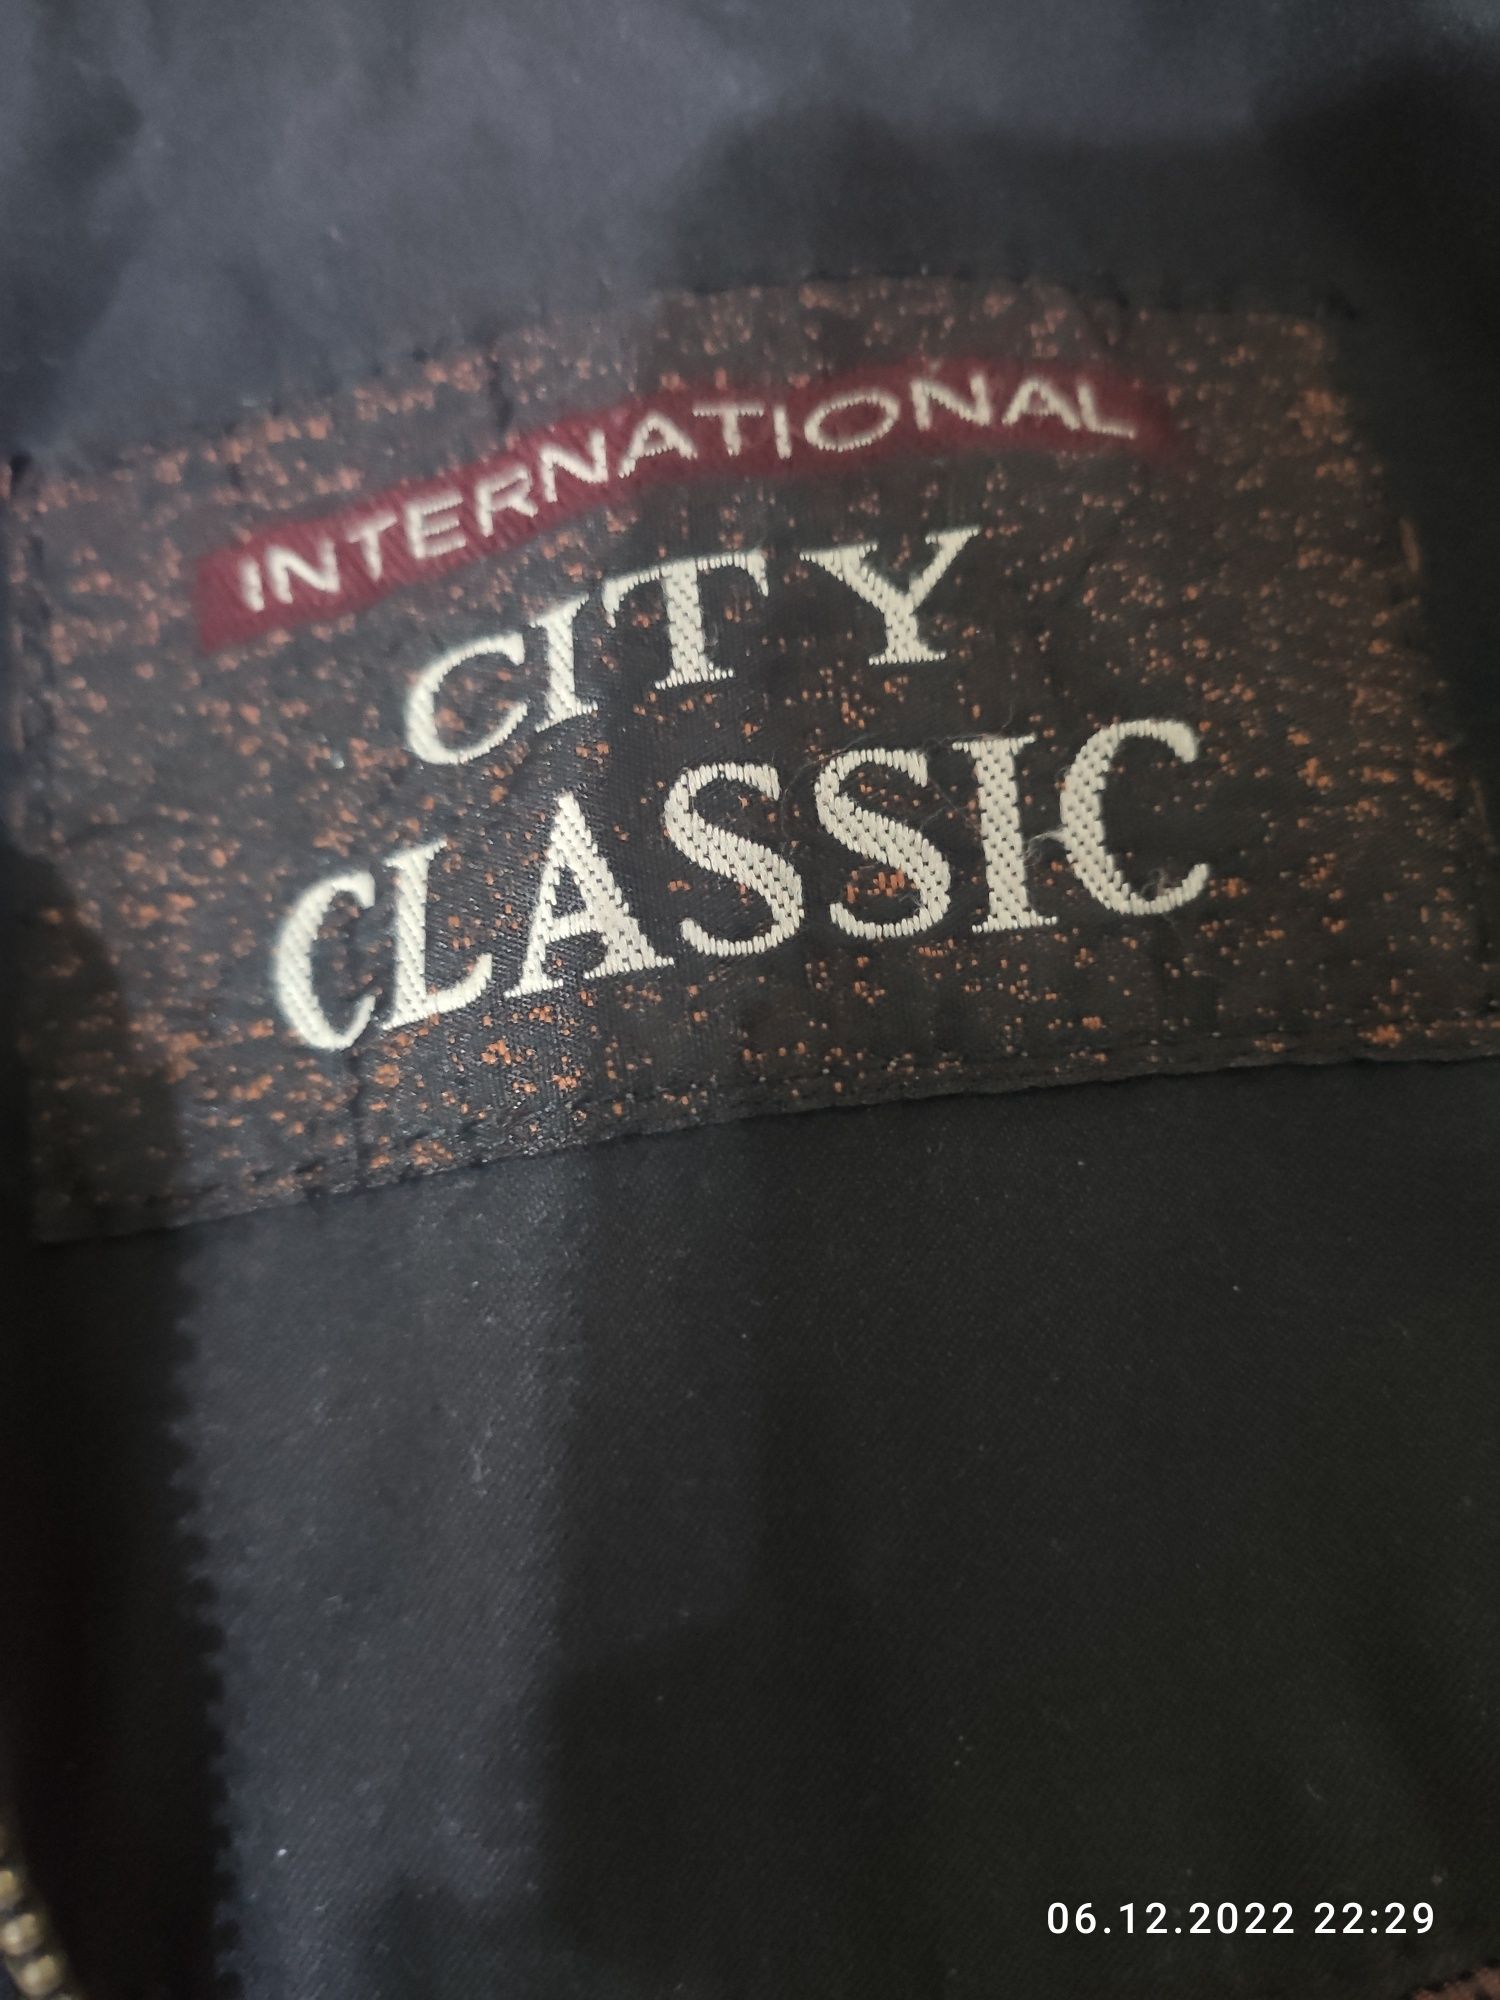 INTERNATIONAL
CITY
CLASSIC
06.12.2022 22:29